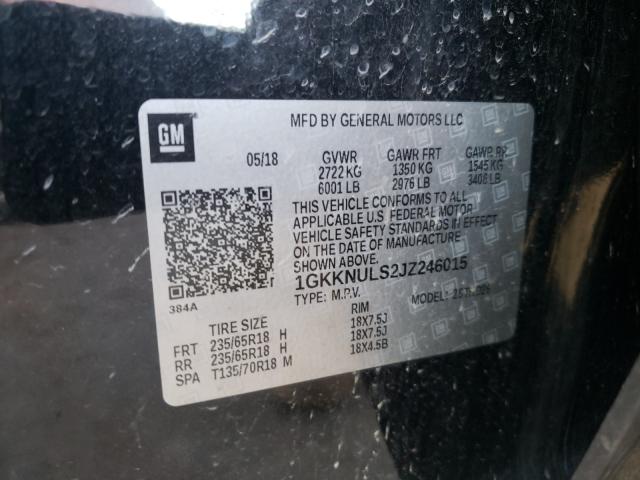 GM
MFD BY GENERAL MOTORS LLC
05/18 GVWR GAWR FRT GAWR RR
2722 KG 1350 KG 1545 KG
6001 LB 2976 LB 3406 LB
THIS VEHICLE CONFORMS TO ALL
APPLICABLE U.S. FEDERAL MOTOR
VEHICLE SAFETY STANDARDS IN EFFECT
ON THE DATE OF MANUFACTURE
SHOWN ABOVE.
1GKKNULS2JZ246015
TYPE: M.P.V. MODEL:
384A
TIRE SIZE RIM
FRT 235/65R18 H 18X7.5J
RR 235/65R18 H 18X7.5J
SPA T135/70R18 M 18X4.5B